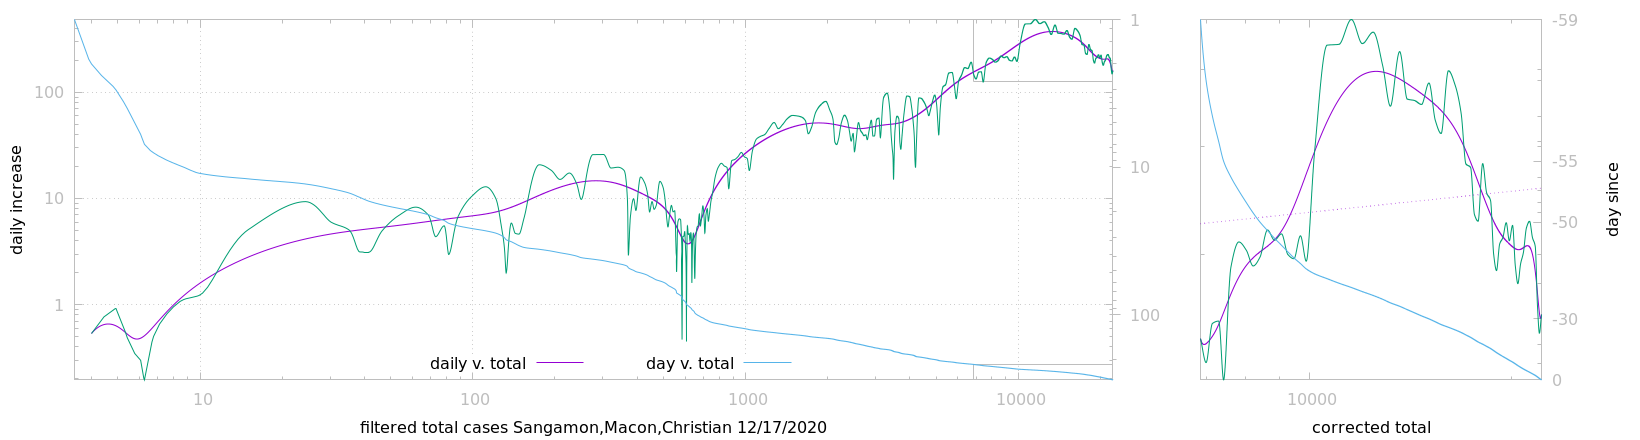 daily increase
100
10
1
daily v. total
day v. total
1
10
100
10
100
1000
10000
filtered total cases Sangamon,Macon,Christian 12/17/2020
-59
-55
-50
-30
0
day since
10000
corrected total